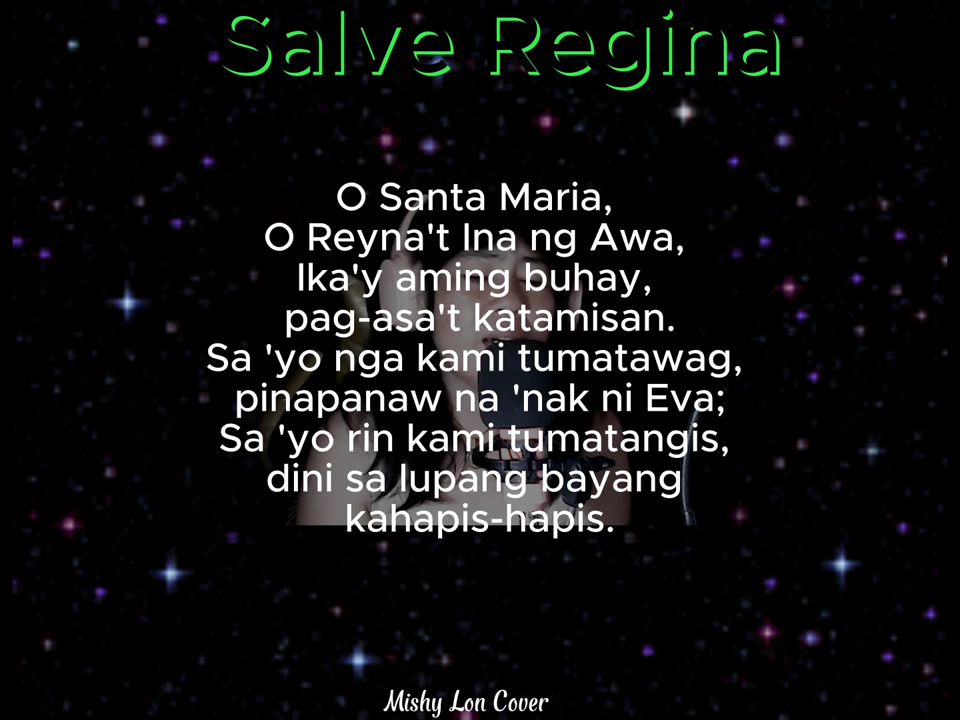 Salve Regina
O Santa Maria,
O Reyna't Ina ng Awa,
Ika'y aming buhay,
pag-asa't katamisan.
Sa 'yo nga kami tumatawag,
pinapanaw na 'nak ni Eva;
Sa 'yo rin kami tumatangis,
dini sa lupang bayang
kahapis-hapis.
Mishy Lon Cover